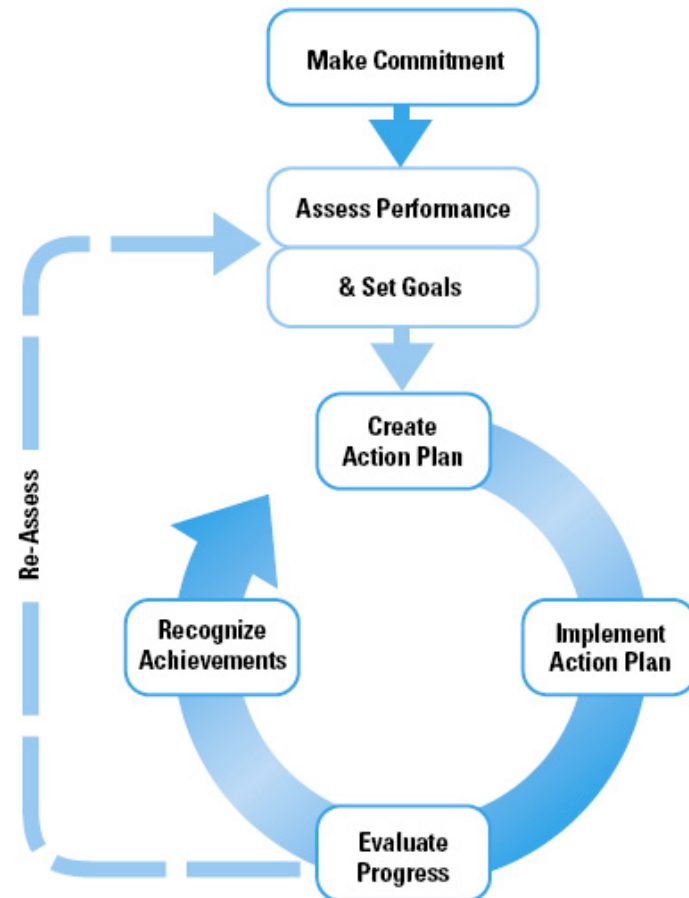 Make Commitment
Assess Performance
& Set Goals
Create
Action Plan
Re-Assess
Recognize
Achievements
Implement
Action Plan
Evaluate
Progress